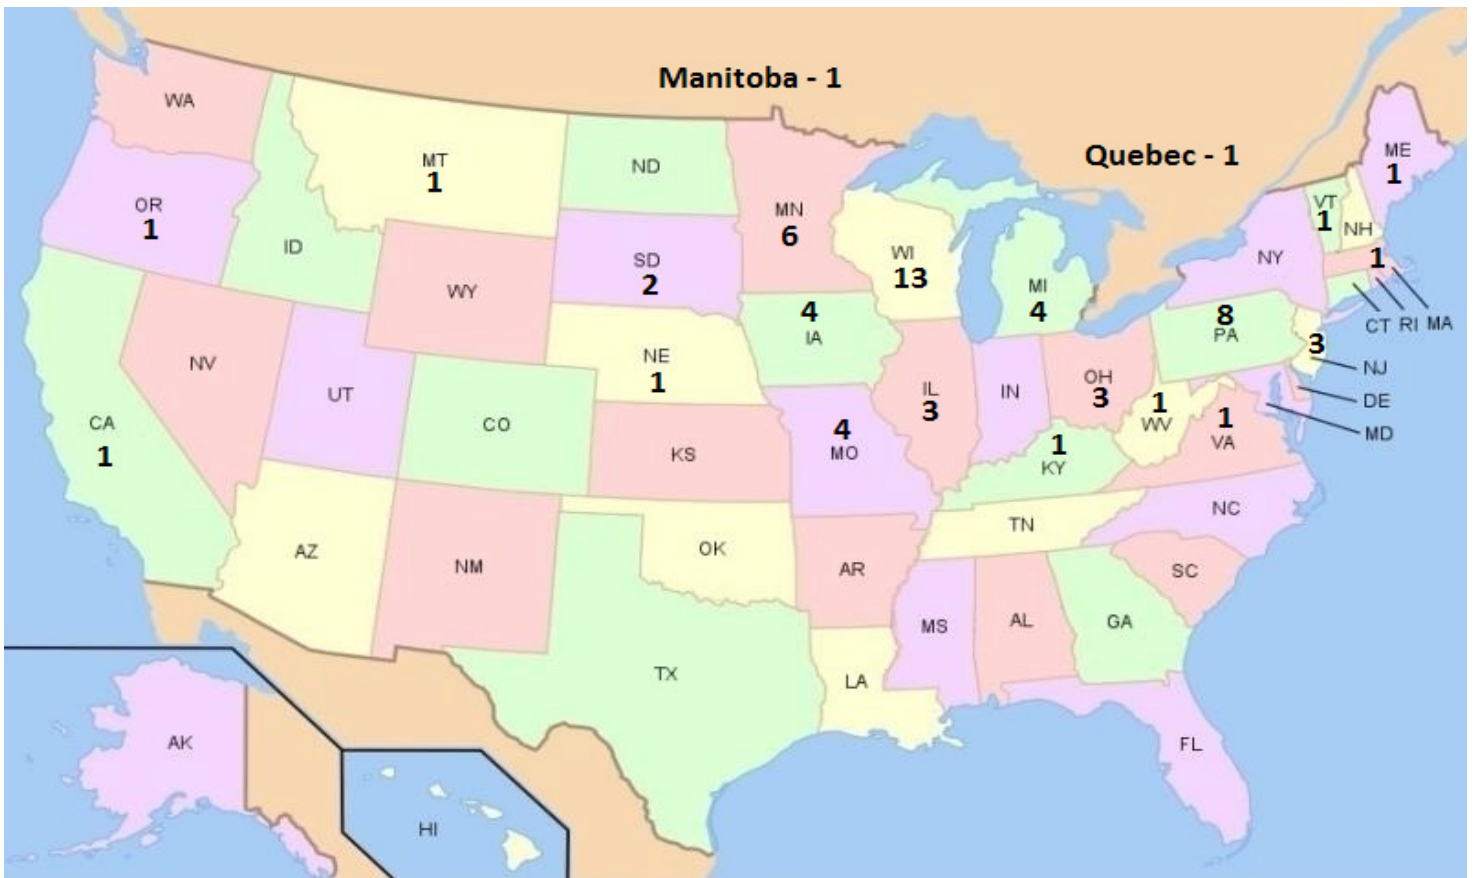 Manitoba - 1
Quebec - 1
WA
MT
1
ND
MN
6
ME
1
OR
1
ID
SD
2
WI
13
MI
4
VT
1
NH
NY
1
WY
NV
UT
CO
NE
1
4
IA
8
PA
3
CT
RI
MA
NJ
DE
MD
CA
1
KS
4
MO
IL
3
IN
OH
3
1
WV
1
VA
1
KY
AZ
NM
OK
AR
TN
NC
SC
TX
LA
MS
AL
GA
FL
AK
HI